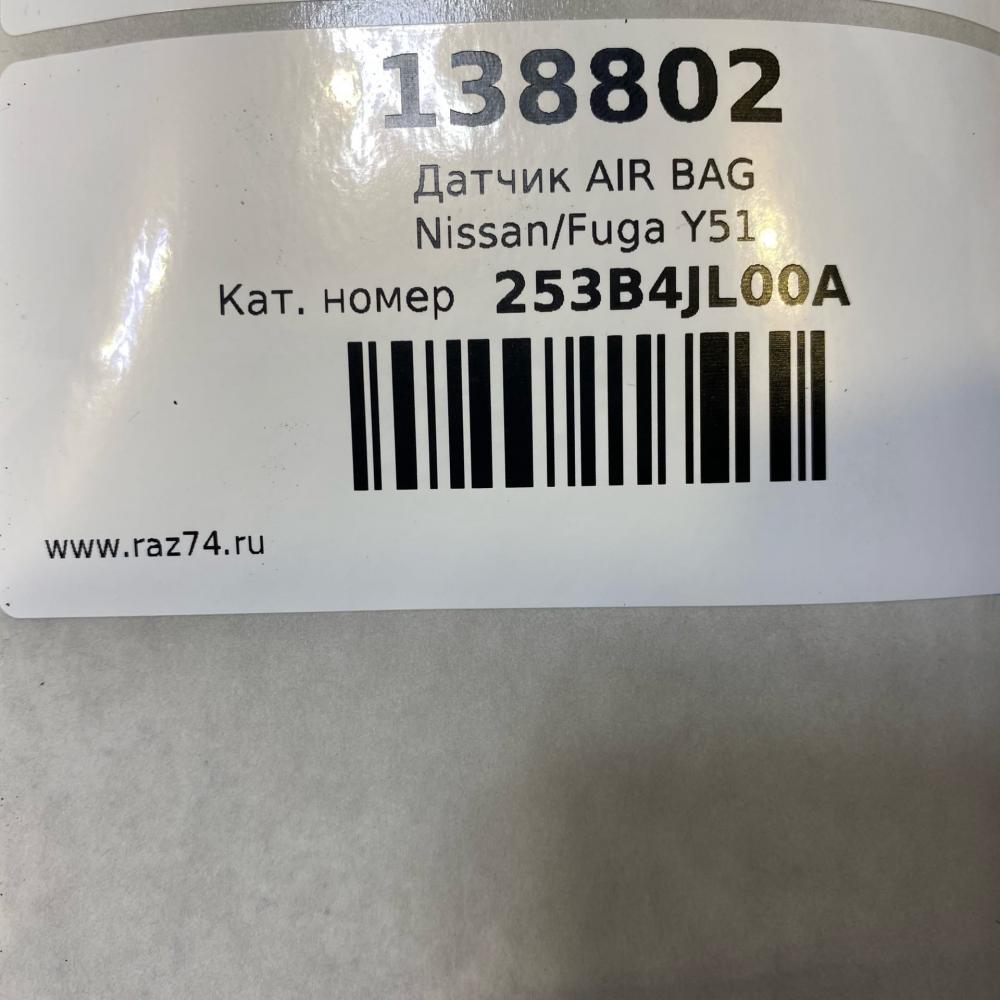 138802
Датчик AIR BAG
Nissan/Fuga Y51
Кат. номер 253B4JL00A
www.raz74.ru